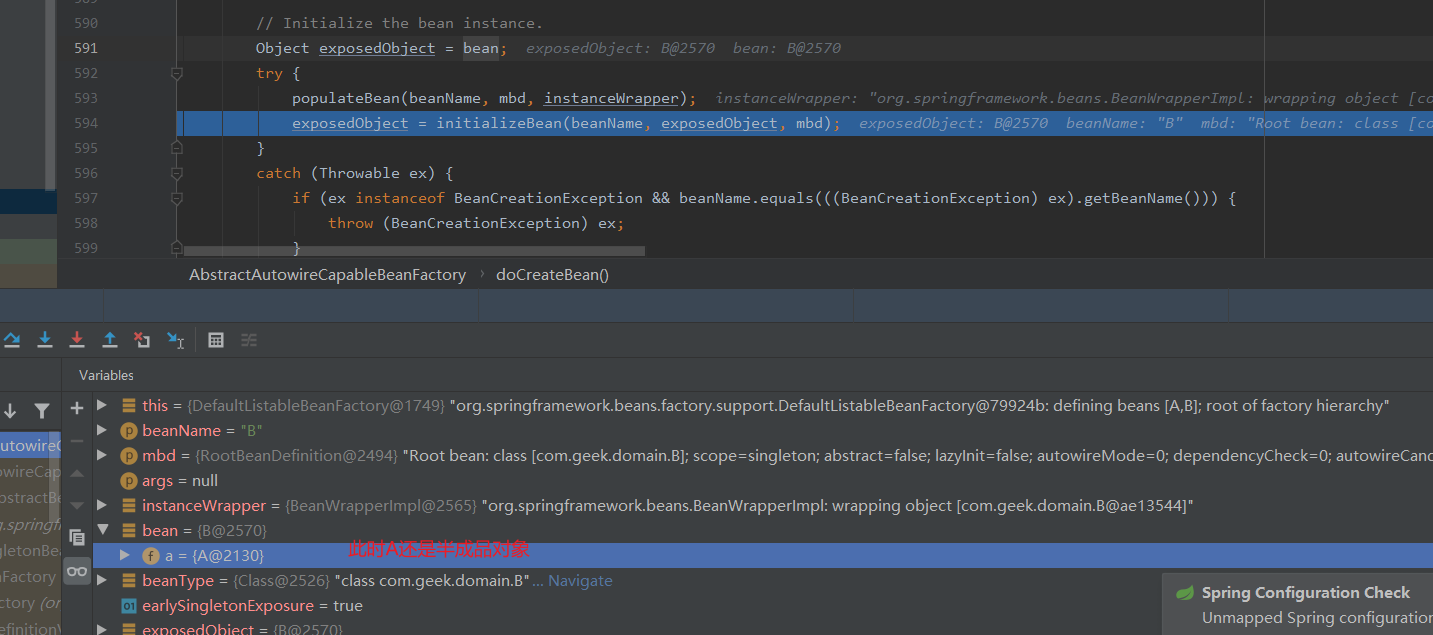 590 // Initialize the bean instance.
591 Object exposedObject = bean; exposedObject: B@2570 bean: B@2570
592 try {
593 populateBean(beanName, mbd, instanceWrapper); instanceWrapper: "org.springframework.beans.BeanWrapperImpl: wrapping object [co
594 exposedObject = initializeBean(beanName, exposedObject, mbd); exposedObject: B@2570 beanName: "B" mbd: "Root bean: class [co
595 }
596 catch (Throwable ex) {
597 if (ex instanceof BeanCreationException && beanName.equals(((BeanCreationException) ex).getBeanName())) {
598 throw (BeanCreationException) ex;
599 }
AbstractAutowireCapableBeanFactory › doCreateBean()
Variables
this = {DefaultListableBeanFactory@1749} "org.springframework.beans.factory.support.DefaultListableBeanFactory@79924b: defining beans [A,B]; root of factory hierarchy"
p beanName = "B"
p mbd = {RootBeanDefinition@2494} "Root bean: class [com.geek.domain.B]; scope=singleton; abstract=false; lazyInit=false; autowireMode=0; dependencyCheck=0; autowireCanc
p args = null
instanceWrapper = {BeanWrapperImpl@2565} "org.springframework.beans.BeanWrapperImpl: wrapping object [com.geek.domain.B@ae13544]"
bean = {B@2570}
f a = {A@2130} 此时A还是半成品对象
beanType = {Class@2526} "class com.geek.domain.B"... Navigate
01 earlySingletonExposure = true
exposedObject = {B@2570}
utowireC
owireCap
bstractBe
g.springf
gletonBea
nFactory
ctory (or
efinitionV
Spring Configuration Check
Unmapped Spring configuration